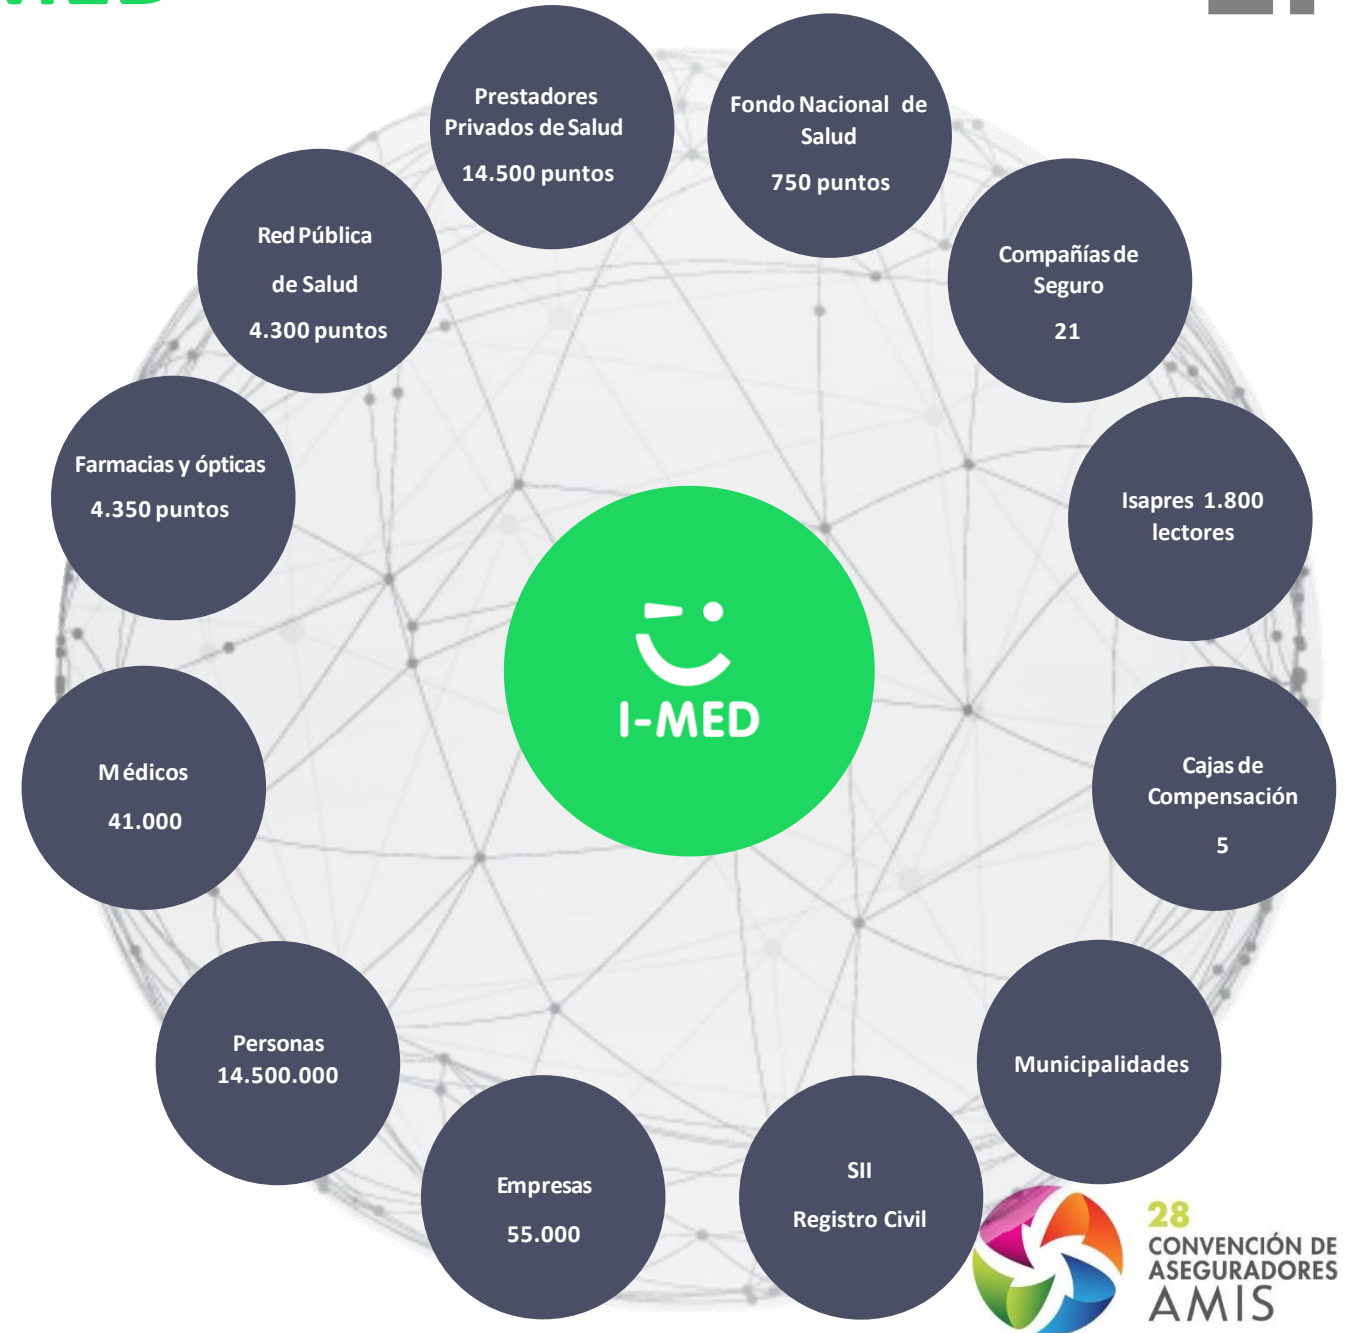 Prestadores
Privados de Salud
14.500 puntos
Fondo Nacional de
Salud
750 puntos
Red Pública
de Salud
4.300 puntos
Compañías de
Seguro
21
Farmacias y ópticas
4.350 puntos
Isapres 1.800
lectores
I-MED
Médicos
41.000
Cajas de
Compensación
5
Personas
14.500.000
Municipalidades
Empresas
55.000
SII
Registro Civil
28
CONVENCIÓN DE
ASEGURADORES
AMIS